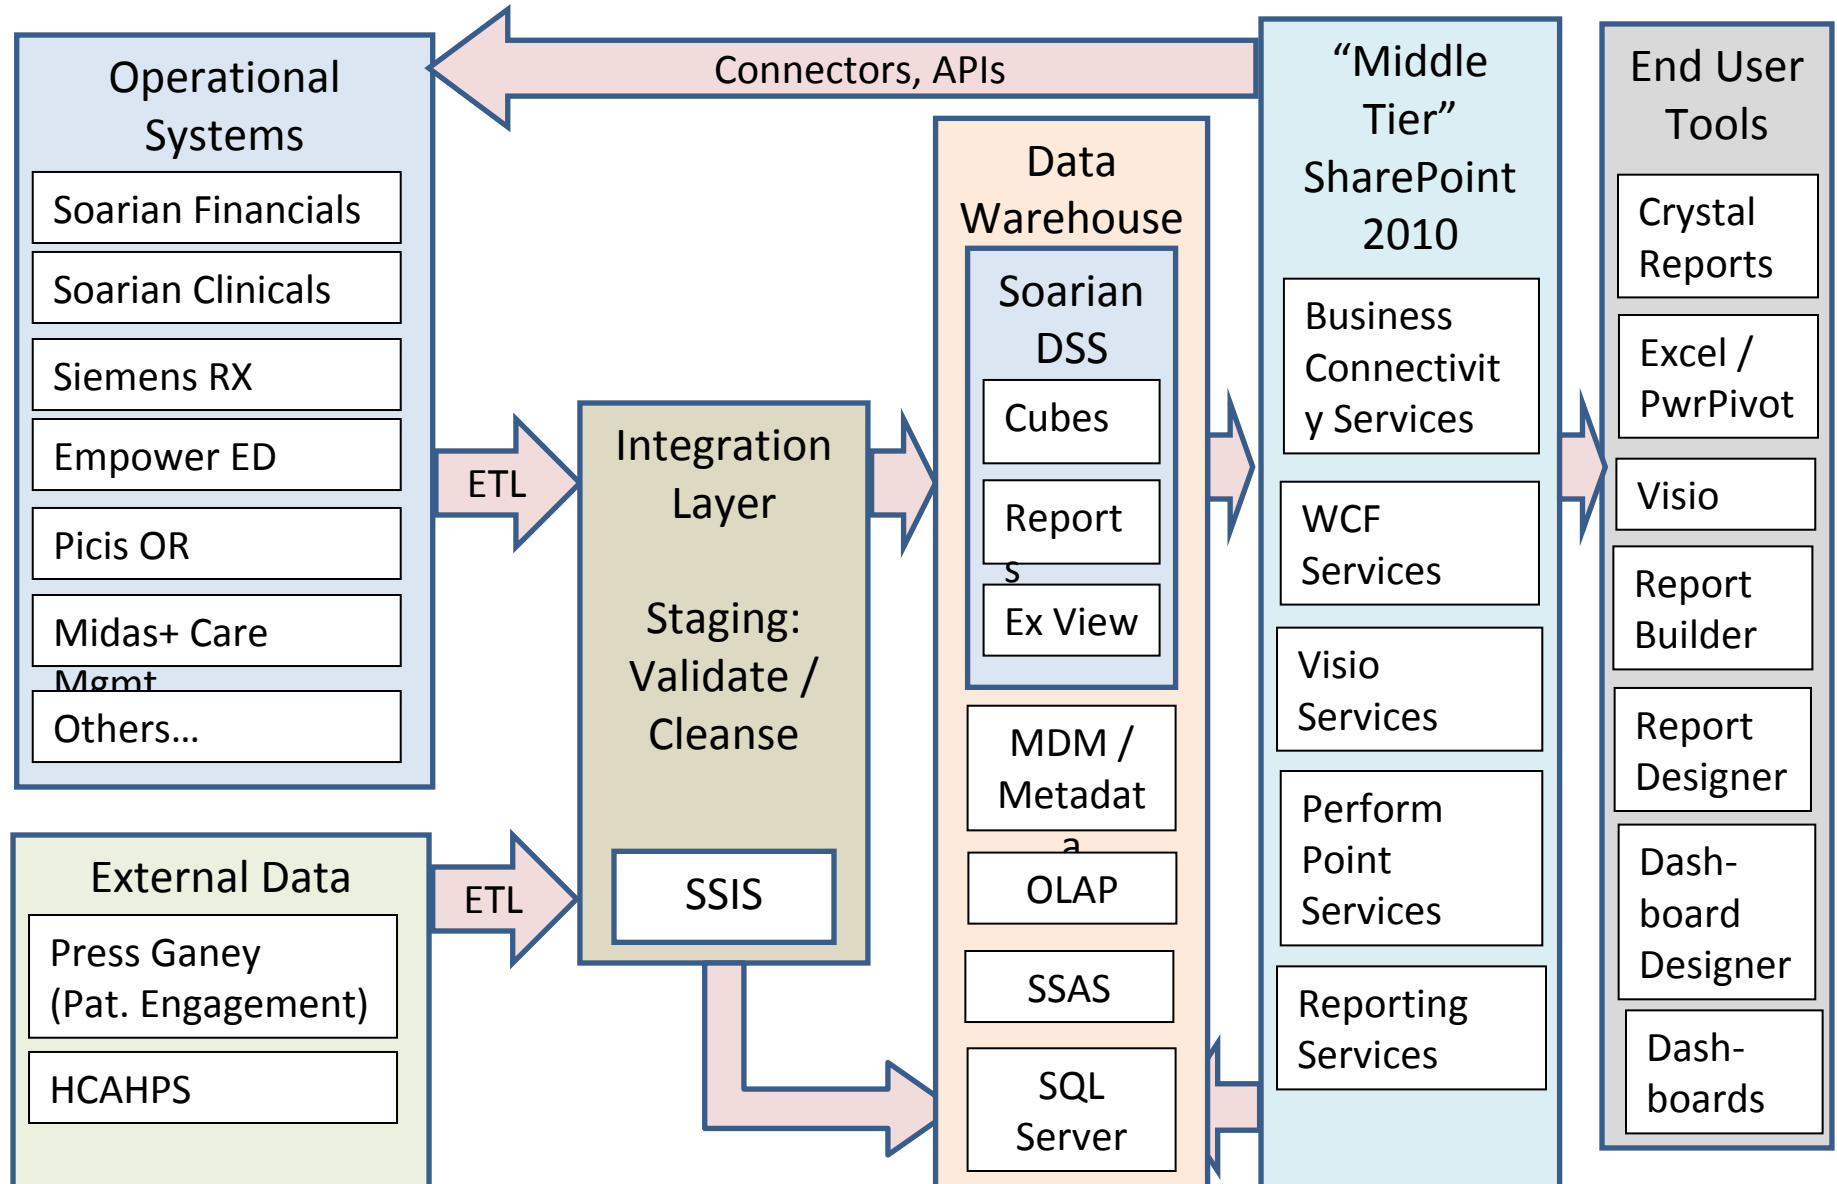 Operational
Systems
Soarian Financials
Soarian Clinicals
Siemens RX
Empower ED
Picis OR
Midas+ Care
Mgmt
Others…
External Data
Press Ganey
(Pat. Engagement)
HCAHPS
Connectors, APIs
ETL
ETL
Integration
Layer
Staging:
Validate /
Cleanse
SSIS
Data
Warehouse
Soarian
DSS
Cubes
Report
s
Ex View
MDM /
Metadat
a
OLAP
SSAS
SQL
Server
“Middle
Tier”
SharePoint
2010
Business
Connectivit
y Services
WCF
Services
Visio
Services
Perform
Point
Services
Reporting
Services
End User
Tools
Crystal
Reports
Excel /
PwrPivot
Visio
Report
Builder
Report
Designer
Dash-
board
Designer
Dash-
boards